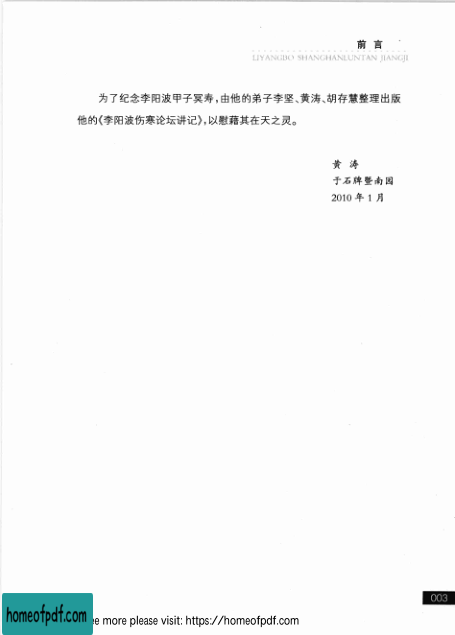 前言
LIYANGBO SHANGHANLUNTAN JIANGJI
为了纪念李阳波甲子冥寿，由他的弟子李坚、黄涛、胡存慧整理出版
他的《李阳波伤寒论坛讲记》，以慰藉其在天之灵。
黄涛
于石牌暨南园
2010年1月
003
homeofpdf.com
ee more please visit: https://homeofpdf.com